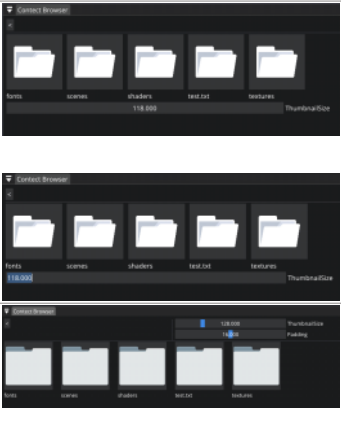 Content Browser
<
fonts scenes shaders test.txt textures
118.000 ThumbnailSize
Content Browser
<
fonts scenes shaders test.txt textures
118.000 ThumbnailSize
Content Browser
< 128.000 ThumbnailSize
16.000 Padding
fonts scenes shaders test.txt textures